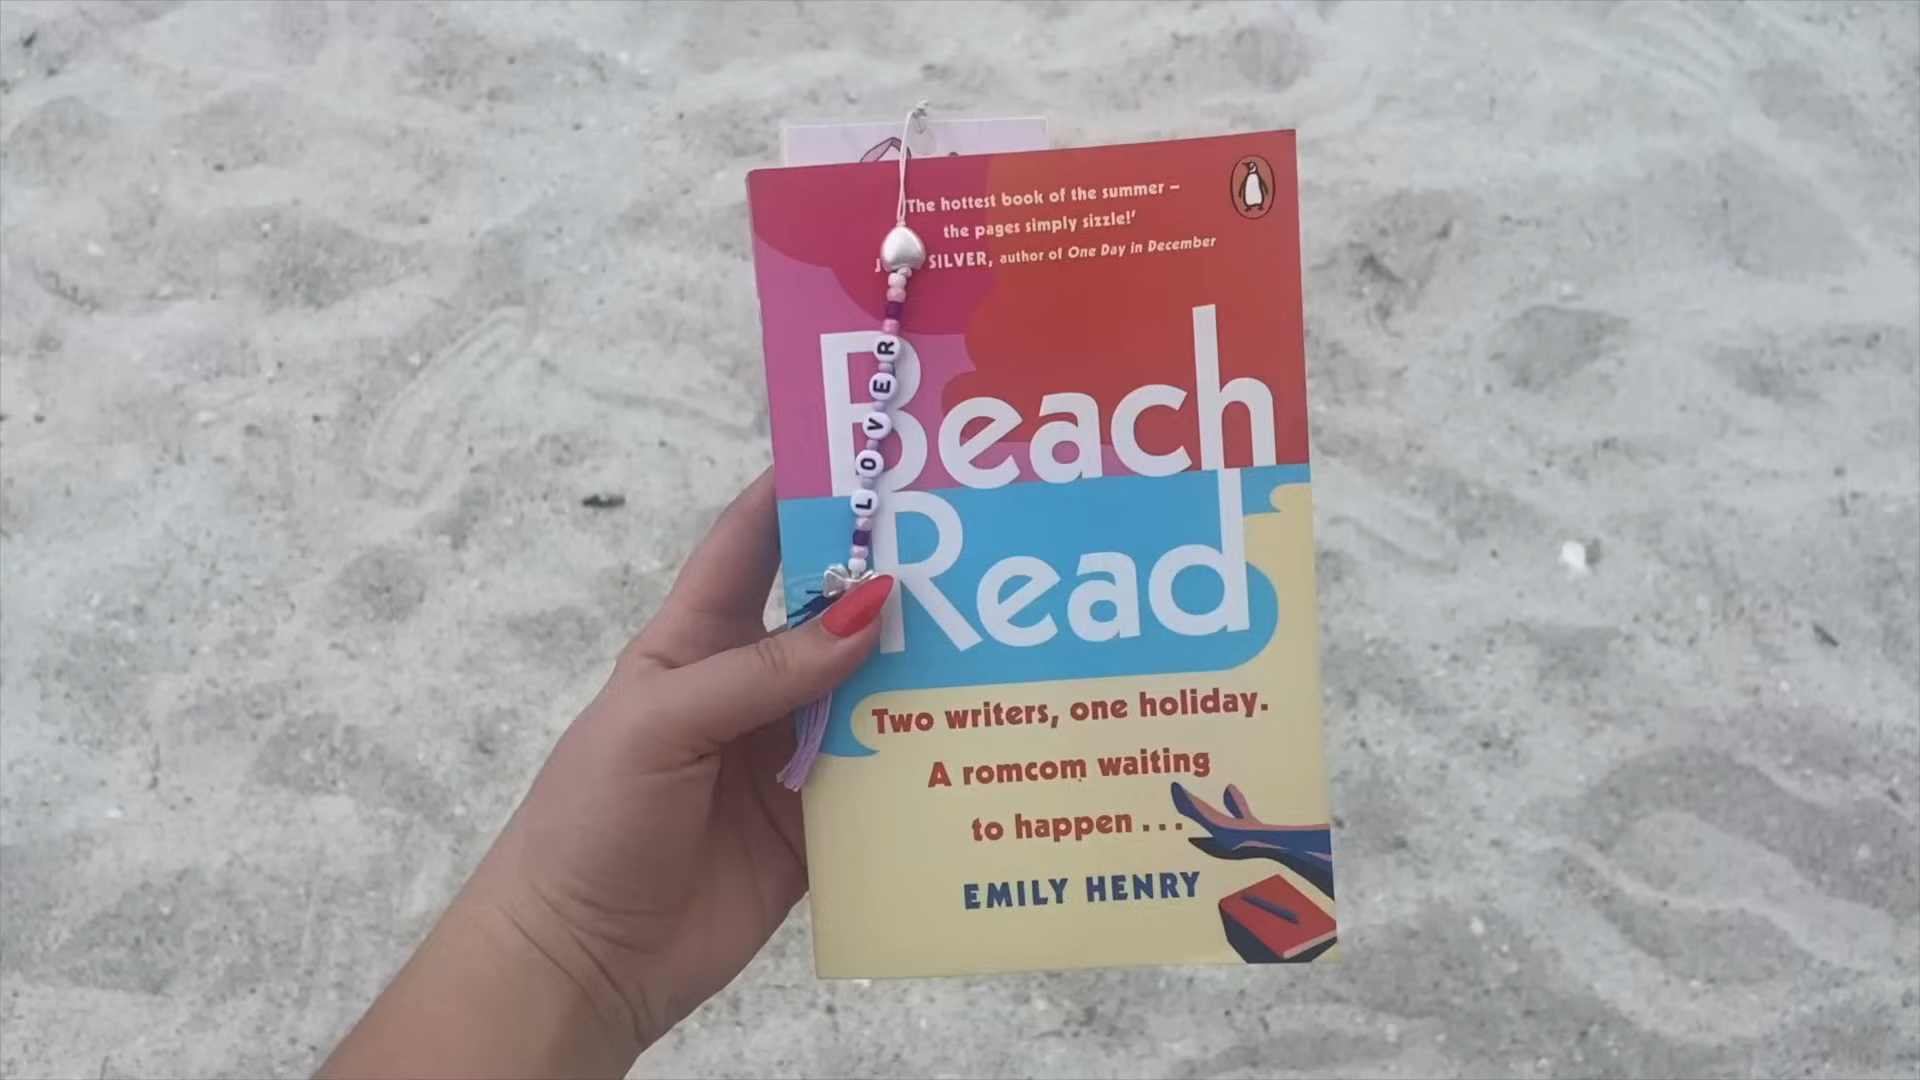 The hottest book of the summer –
the pages simply sizzle!'
SILVER, author of One Day in December
LOVER
Beach
Read
Two writers, one holiday.
A romcom waiting
to happen...
EMILY HENRY